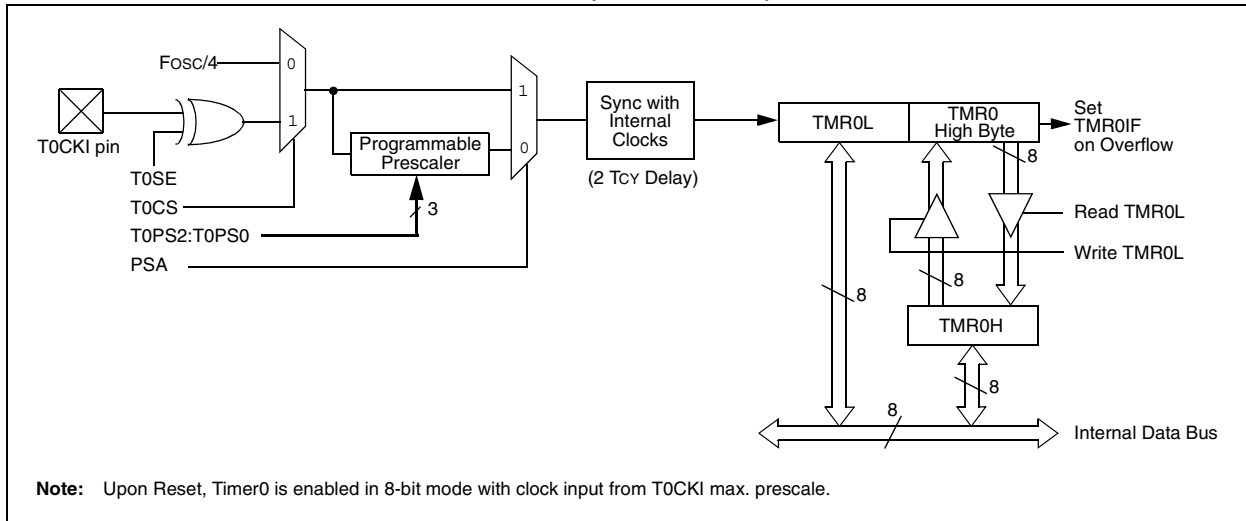 FOSC/4
0
1
T0CKI pin
T0SE
T0CS
T0PS2:T0PS0
PSA
Programmable
Prescaler
3
1
0
Sync with
Internal
Clocks
(2 TCY Delay)
TMR0L
TMR0
High Byte
Set
TMR0IF
on Overflow
8
Read TMR0L
Write TMR0L
8
8
TMR0H
8
8
Internal Data Bus
Note: Upon Reset, Timer0 is enabled in 8-bit mode with clock input from T0CKI max. prescale.